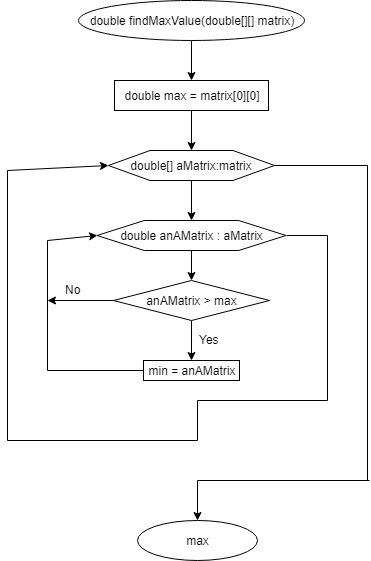 double findMaxValue(double[][] matrix)
double max = matrix[0][0]
double[] aMatrix:matrix
double anAMatrix : aMatrix
anAMatrix > max
No
Yes
min = anAMatrix
max